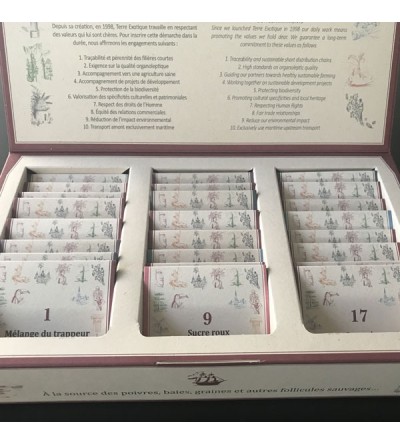 Depuis sa création, en 1998, Terre Exotique travaille en respectant
des valeurs qui lui sont chères. Pour inscrire cette démarche dans la
durée, nous affirmons les engagements suivants :
1. Traçabilité et pérennité des filières courtes
2. Exigence sur la qualité organoleptique
3. Accompagnement vers une agriculture saine
4. Accompagnement de projets de développement
5. Protection de la biodiversité
6. Valorisation des spécificités culturelles et patrimoniales
7. Respect des droits de l'Homme
8. Équité des relations commerciales
9. Réduction de l'impact environnemental
10. Transport amont exclusivement maritime
Since we launched Terre Exotique in 1998 our daily work means
promoting the values we hold dear. We guarantee a long-term
commitment to these values as follows
1. Traceability and sustainable short distribution chains
2. High standards on organoleptic quality
3. Guiding our partners towards healthy sustainable farming
4. Working together on sustainable development projects
5. Protecting biodiversity
6. Promoting cultural specificities and local heritage
7. Respecting Human Rights
8. Fair trade relationships
9. Reduce our environmental impact
10. Exclusively use maritime upstream transport
1
Mélange du trappeur
9
Sucre roux
17
A la source des poivres, baies, graines et autres follicules sauvages...